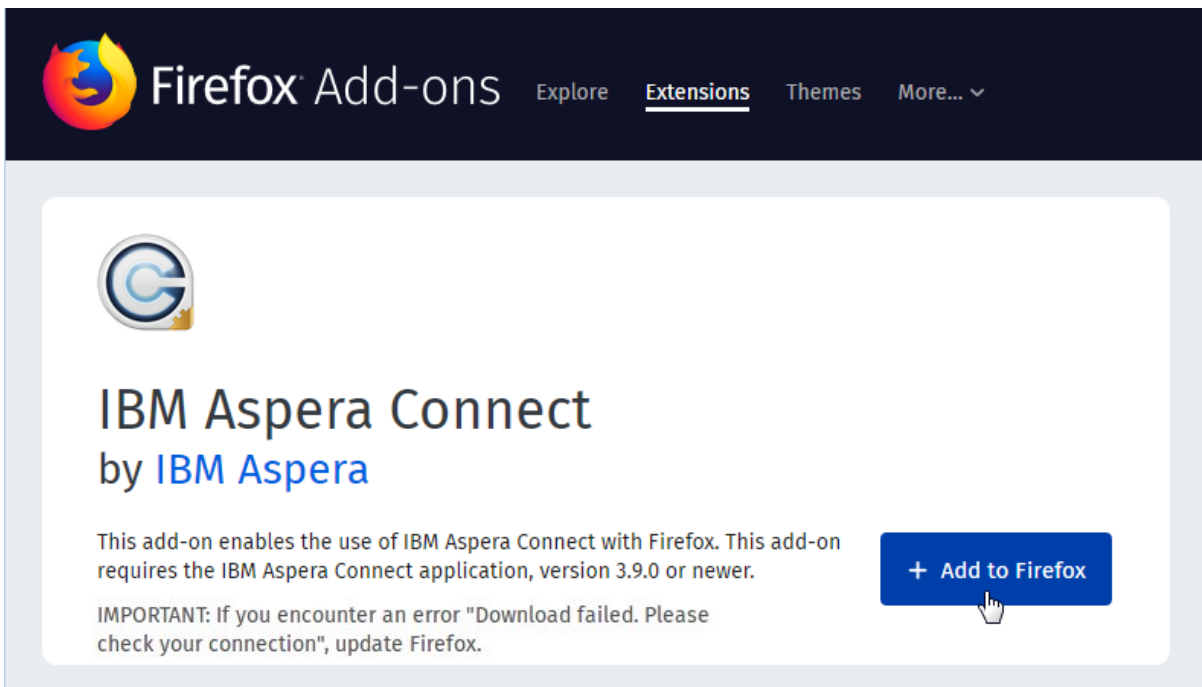 Firefox Add-ons Explore Extensions Themes More...
IBM Aspera Connect
by IBM Aspera
This add-on enables the use of IBM Aspera Connect with Firefox. This add-on
requires the IBM Aspera Connect application, version 3.9.0 or newer.
IMPORTANT: If you encounter an error "Download failed. Please
check your connection", update Firefox.
+ Add to Firefox